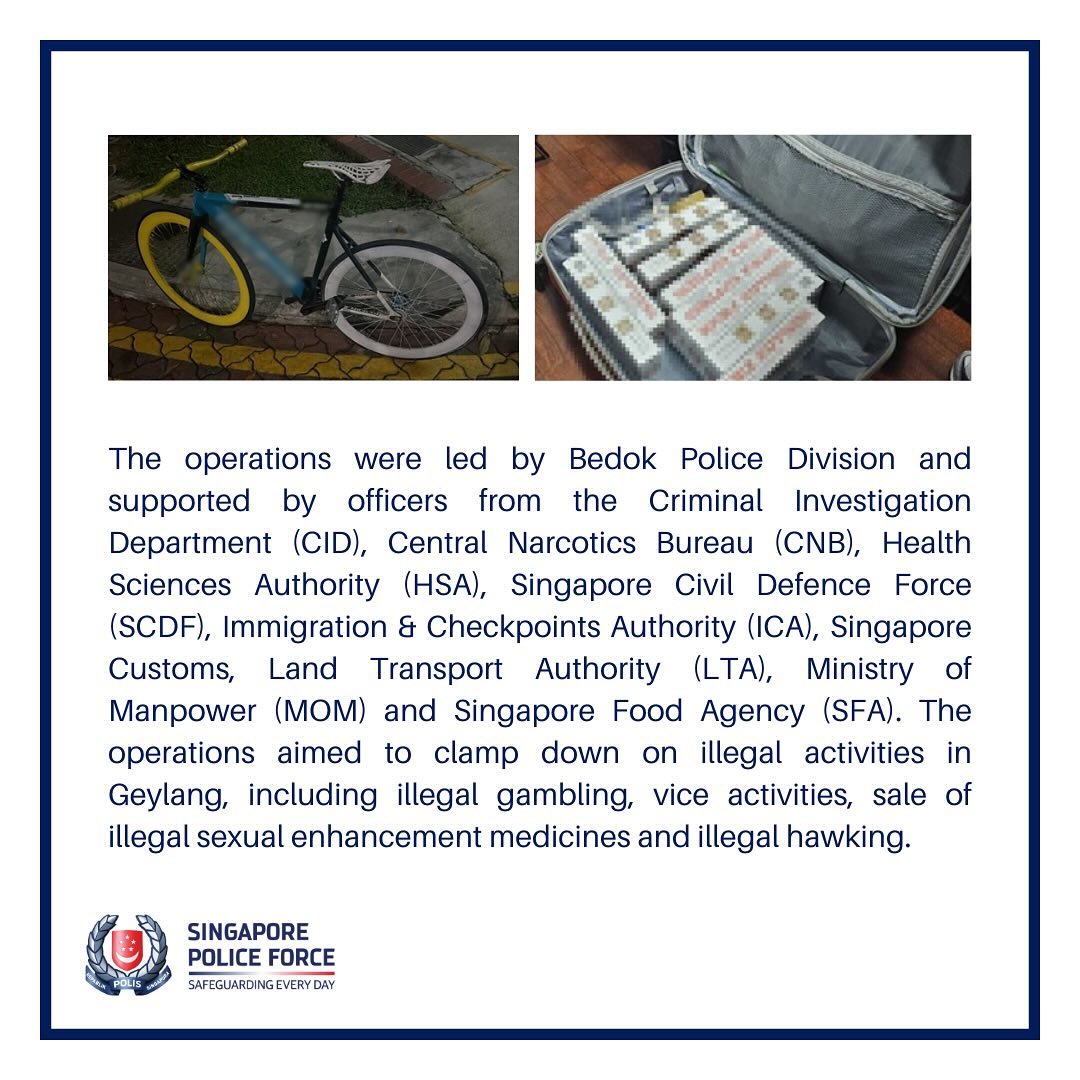 The operations were led by Bedok Police Division and
supported by officers from the Criminal Investigation
Department (CID), Central Narcotics Bureau (CNB), Health
Sciences Authority (HSA), Singapore Civil Defence Force
(SCDF), Immigration & Checkpoints Authority (ICA), Singapore
Customs, Land Transport Authority (LTA), Ministry of
Manpower (MOM) and Singapore Food Agency (SFA). The
operations aimed to clamp down on illegal activities in
Geylang, including illegal gambling, vice activities, sale of
illegal sexual enhancement medicines and illegal hawking.
REPUBLIK POLIS SINGAPURA
SINGAPORE
POLICE FORCE
SAFEGUARDING EVERY DAY